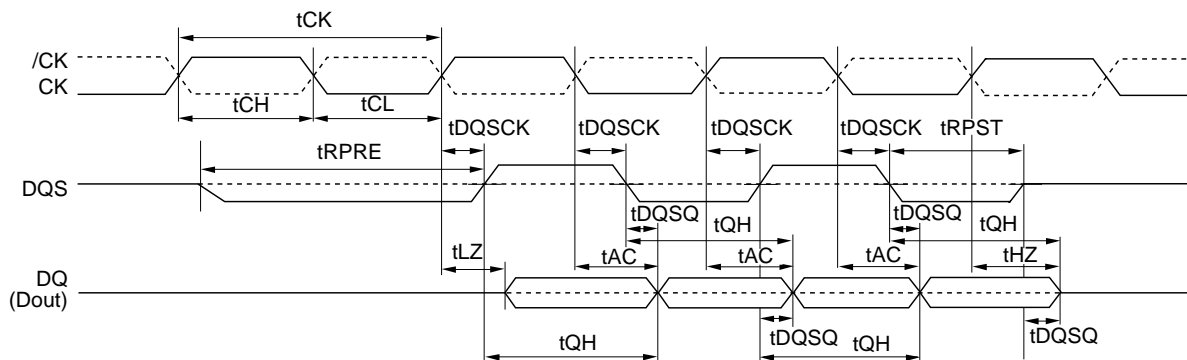 tCK
/CK
CK
tCH tCL
tDQSCK tDQSCK tDQSCK tDQSCK tRPST
tRPRE
DQS
tDQSQ tDQSQ
tQH tQH
tLZ tAC tAC tAC tHZ
DQ
(Dout)
tDQSQ tDQSQ
tQH tQH